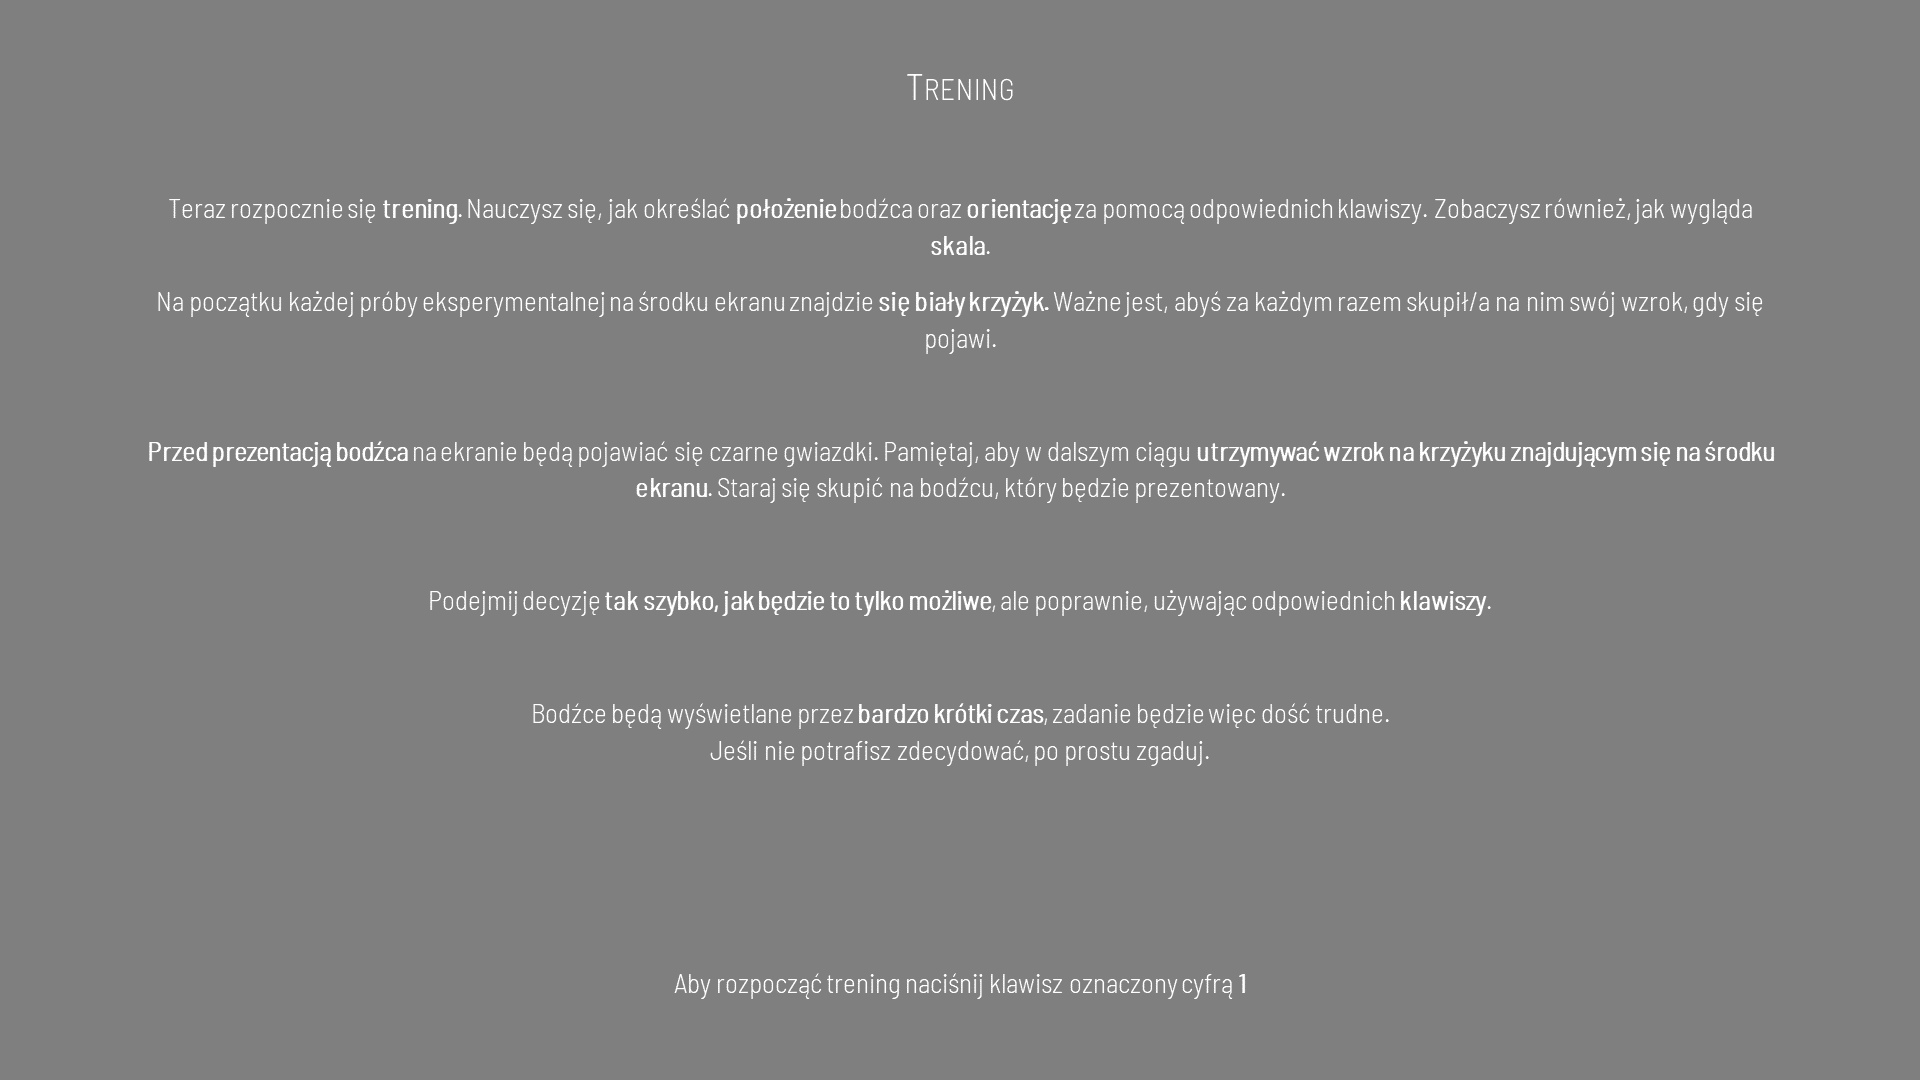 Trening
Teraz rozpocznie się trening. Nauczysz się, jak określać położenie bodźca oraz orientację za pomocą odpowiednich klawiszy. Zobaczysz również, jak wygląda
skala.
Na początku każdej próby eksperymentalnej na środku ekranu znajdzie się biały krzyżyk. Ważne jest, abyś za każdym razem skupił/a na nim swój wzrok, gdy się
pojawi.
Przed prezentacją bodźca na ekranie będą pojawiać się czarne gwiazdki. Pamiętaj, aby w dalszym ciągu utrzymywać wzrok na krzyżyku znajdującym się na środku
ekranu. Staraj się skupić na bodźcu, który będzie prezentowany.
Podejmij decyzję tak szybko, jak będzie to tylko możliwe, ale poprawnie, używając odpowiednich klawiszy.
Bodźce będą wyświetlane przez bardzo krótki czas, zadanie będzie więc dość trudne.
Jeśli nie potrafisz zdecydować, po prostu zgaduj.
Aby rozpocząć trening naciśnij klawisz oznaczony cyfrą 1